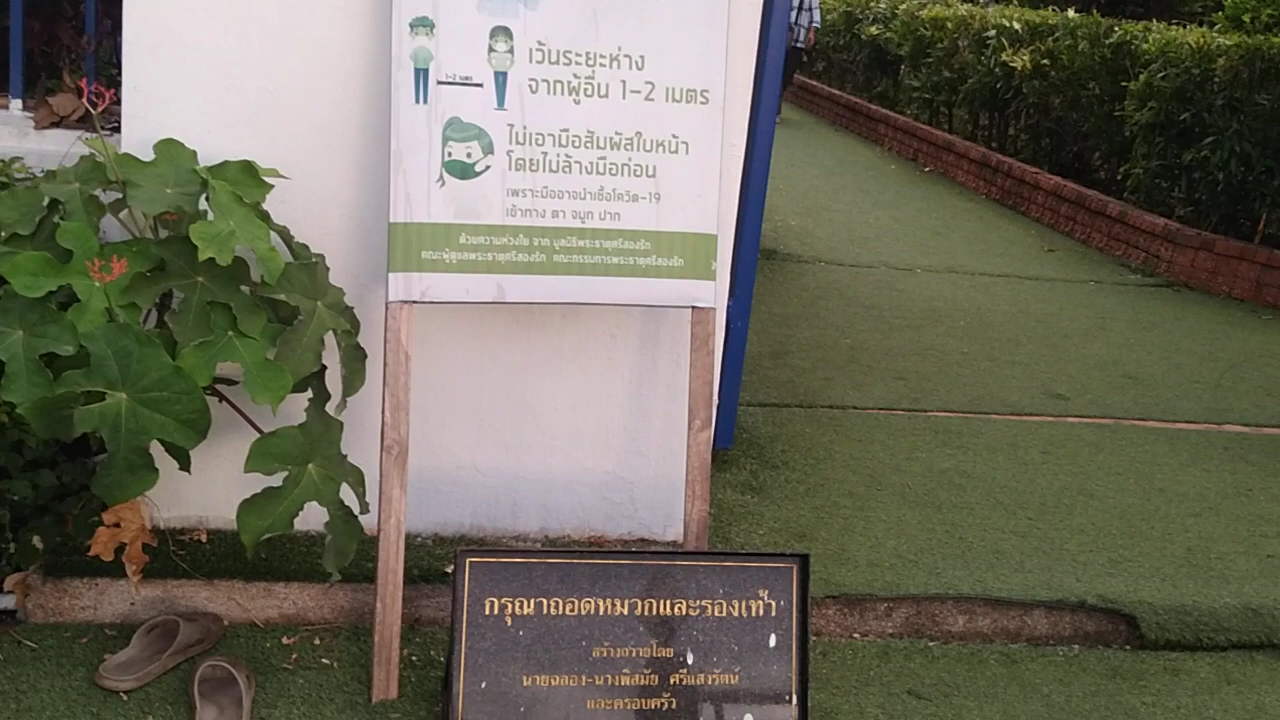 1-2 เมตร
เว้นระยะห่าง
จากผู้อื่น 1-2 เมตร
ไม่เอามือสัมผัสใบหน้า
โดยไม่ล้างมือก่อน
เพราะมืออาจนำเชื้อโควิด-19
เข้าทาง ตา จมูก ปาก
ด้วยความห่วงใย จาก มูลนิธิพระธาตุศรีสองรัก
คณะผู้ดูแลพระธาตุศรีสองรัก คณะกรรมการพระธาตุศรีสองรัก
กรุณาถอดหมวกและรองเท้า
สร้างถวายโดย
นายฉลอง-นางพิสมัย ศรีแสงรัตน์
และครอบครัว